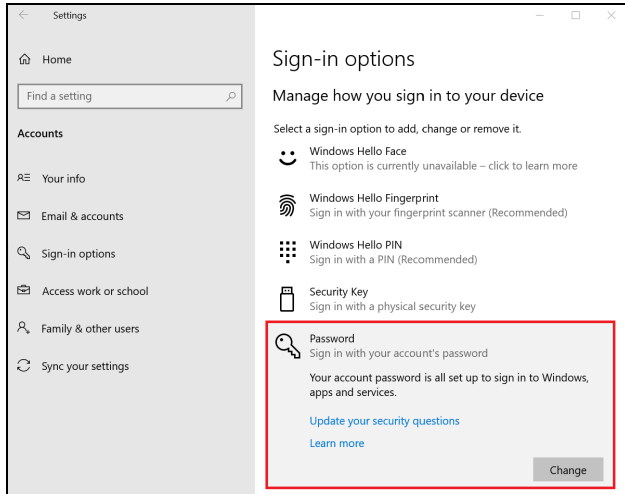 Settings
Home
Find a setting
Accounts
Your info
Email & accounts
Sign-in options
Access work or school
Family & other users
Sync your settings
Sign-in options
Manage how you sign in to your device
Select a sign-in option to add, change or remove it.
Windows Hello Face
This option is currently unavailable – click to learn more
Windows Hello Fingerprint
Sign in with your fingerprint scanner (Recommended)
Windows Hello PIN
Sign in with a PIN (Recommended)
Security Key
Sign in with a physical security key
Password
Sign in with your account's password
Your account password is all set up to sign in to Windows,
apps and services.
Update your security questions
Learn more
Change